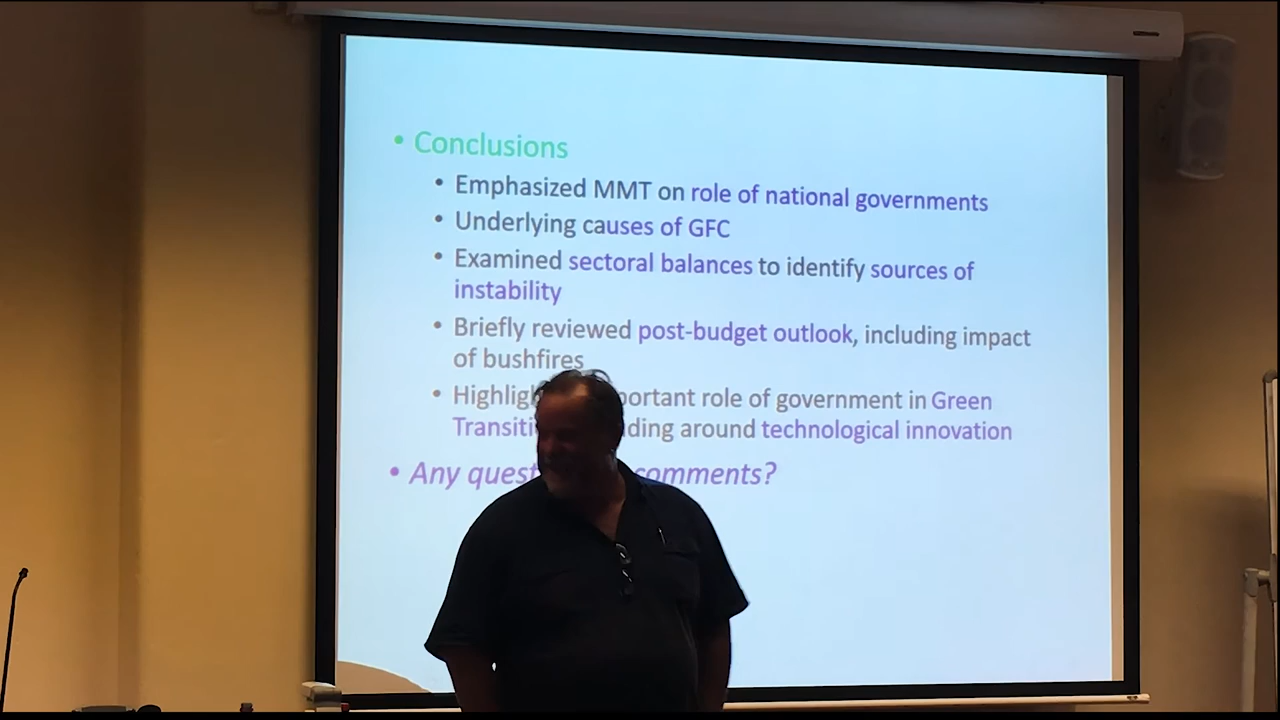 • Conclusions
• Emphasized MMT on role of national governments
• Underlying causes of GFC
• Examined sectoral balances to identify sources of
instability
• Briefly reviewed post-budget outlook, including impact
of bushfires
• role of government in Green
around technological innovation
• Any comments?